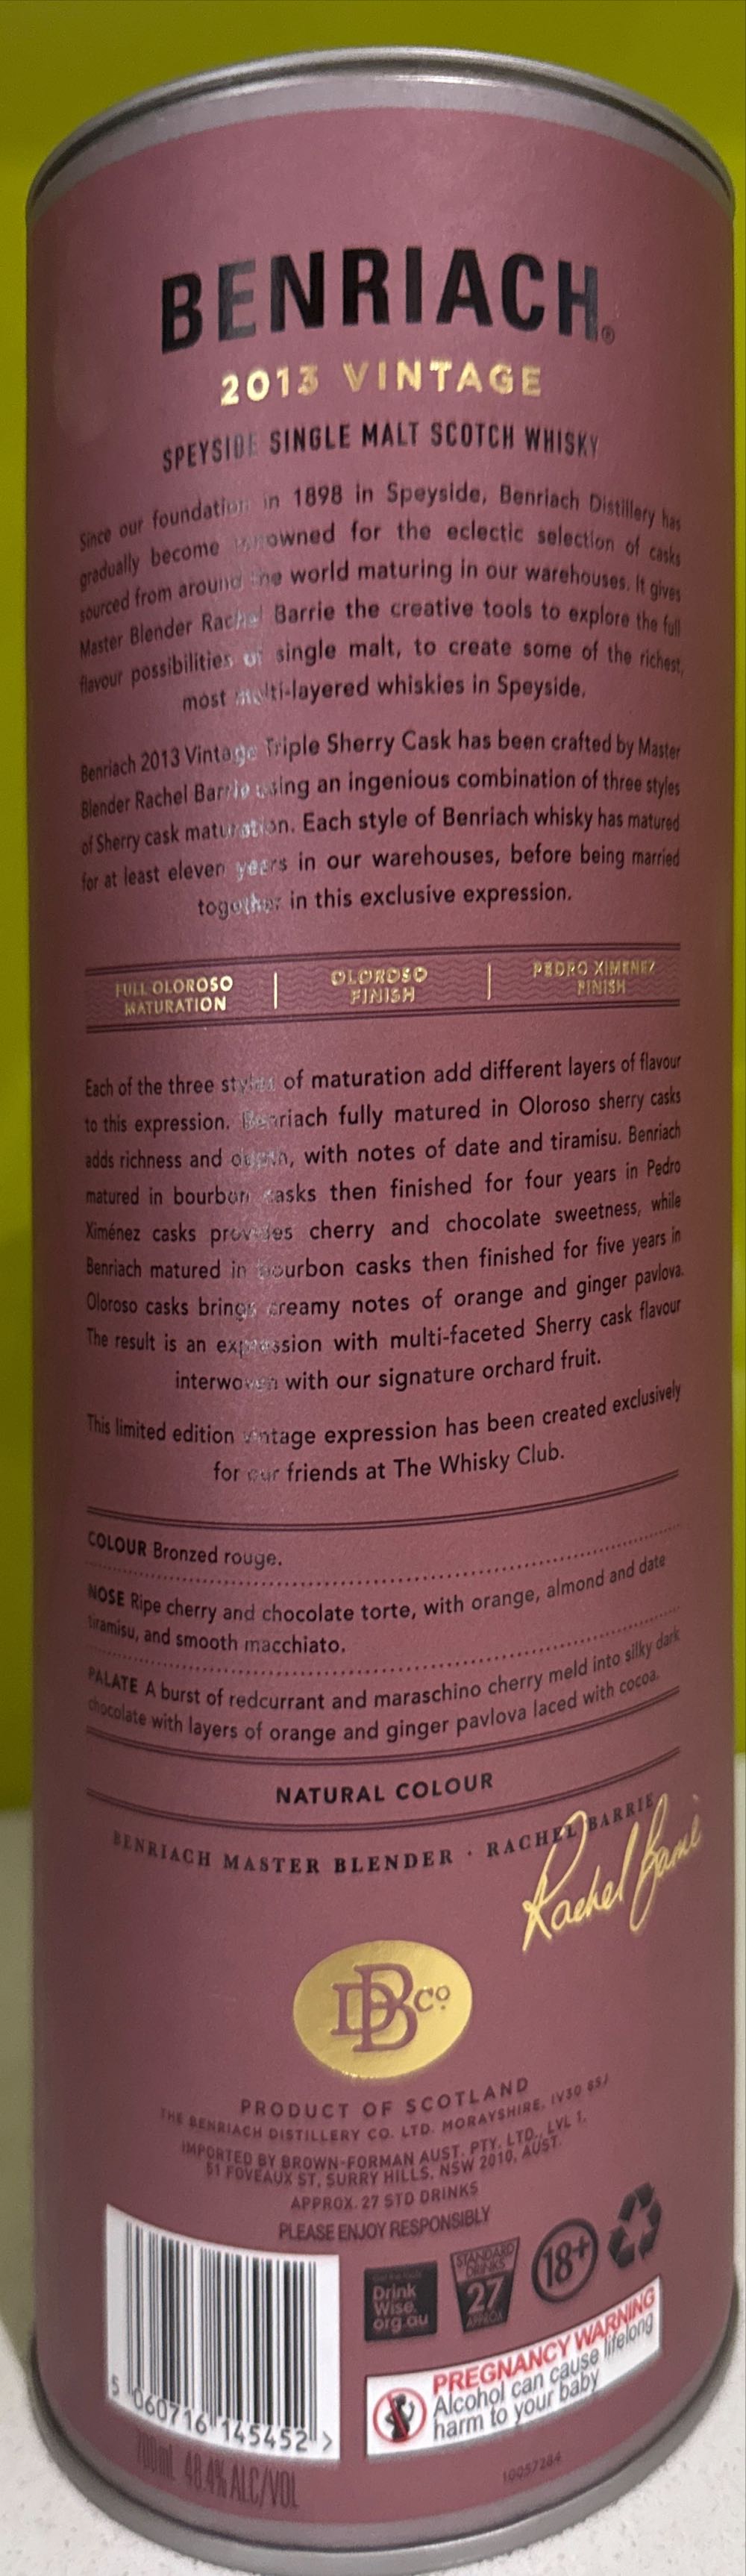 BENRIACH®
2013 VINTAGE
SPEYSIDE SINGLE MALT SCOTCH WHISKY
Since our foundation in 1898 in Speyside, Benriach Distillery has
gradually become renowned for the eclectic selection of casks
sourced from around the world maturing in our warehouses. It gives
Master Blender Rachel Barrie the creative tools to explore the full
flavour possibilities of single malt, to create some of the richest,
most multi-layered whiskies in Speyside.
Benriach 2013 Vintage Triple Sherry Cask has been crafted by Master
Blender Rachel Barrie using an ingenious combination of three styles
of Sherry cask maturation. Each style of Benriach whisky has matured
for at least eleven years in our warehouses, before being married
together in this exclusive expression.
FULL OLOROSO
MATURATION
OLOROSO
FINISH
PEDRO XIMENEZ
FINISH
Each of the three styles of maturation add different layers of flavour
to this expression. Benriach fully matured in Oloroso sherry casks
adds richness and depth, with notes of date and tiramisu. Benriach
matured in bourbon casks then finished for four years in Pedro
Ximénez casks provides cherry and chocolate sweetness, while
Benriach matured in bourbon casks then finished for five years in
Oloroso casks brings creamy notes of orange and ginger pavlova.
The result is an expression with multi-faceted Sherry cask flavour
interwoven with our signature orchard fruit.
This limited edition vintage expression has been created exclusively
for our friends at The Whisky Club.
COLOUR Bronzed rouge.
NOSE Ripe cherry and chocolate torte, with orange, almond and date
tiramisu, and smooth macchiato.
PALATE A burst of redcurrant and maraschino cherry meld into silky dark
chocolate with layers of orange and ginger pavlova laced with cocoa.
NATURAL COLOUR
BENRIACH MASTER BLENDER · RACHEL BARRIE
Rachel Barrie
DB Co
PRODUCT OF SCOTLAND
THE BENRIACH DISTILLERY CO. LTD. MORAYSHIRE, IV30 8SJ
IMPORTED BY BROWN-FORMAN AUST. PTY. LTD., LVL 1,
51 FOVEAUX ST, SURRY HILLS, NSW 2010, AUST.
APPROX. 27 STD DRINKS
PLEASE ENJOY RESPONSIBLY
Drink
Wise.
org.au
STANDARD
DRINKS
27
APPROX
18+
PREGNANCY WARNING
Alcohol can cause lifelong
harm to your baby
5 060716 145452 >
700ml 48.4% ALC/VOL
10057284